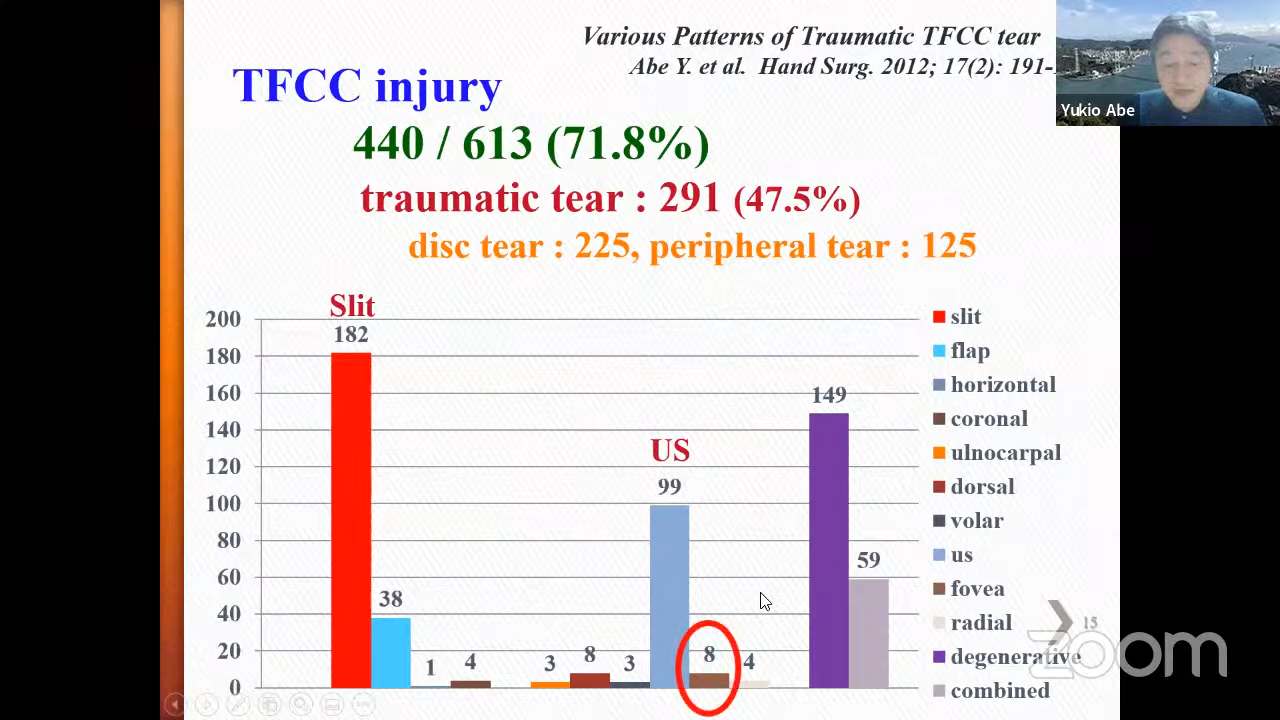 Various Patterns of Traumatic TFCC tear
Abe Y. et al. Hand Surg. 2012; 17(2): 191-
Yukio Abe
TFCC injury
440 / 613 (71.8%)
traumatic tear : 291 (47.5%)
disc tear : 225, peripheral tear : 125
Slit
200
180
160
140
120
100
80
60
40
20
0
182
38
1
4
3
8
3
US
99
8
4
149
59
slit
flap
horizontal
coronal
ulnocarpal
dorsal
volar
us
fovea
radial
degenerative
combined
15
zoom